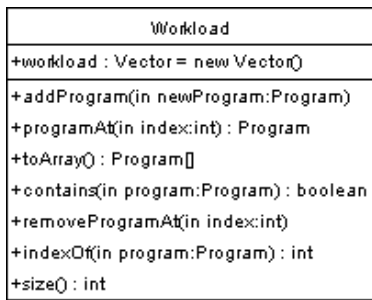 Workload
+workload : Vector = new Vector()
+addProgram(in newProgram:Program)
+programAt(in index:int) : Program
+toArray() : Program[]
+contains(in program:Program) : boolean
+removeProgramAt(in index:int)
+indexOf(in program:Program) : int
+size() : int